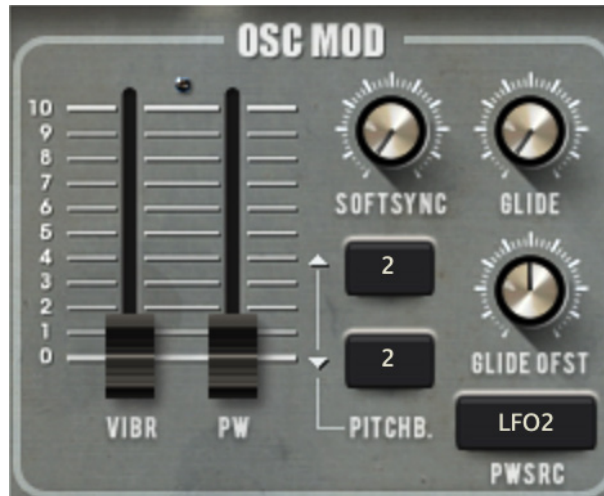 OSC MOD
10
9
8
7
6
5
4
3
2
1
0
VIBR PW
SOFTSYNC GLIDE
2
2
PITCHB.
GLIDE OFST
LFO2
PWSRC